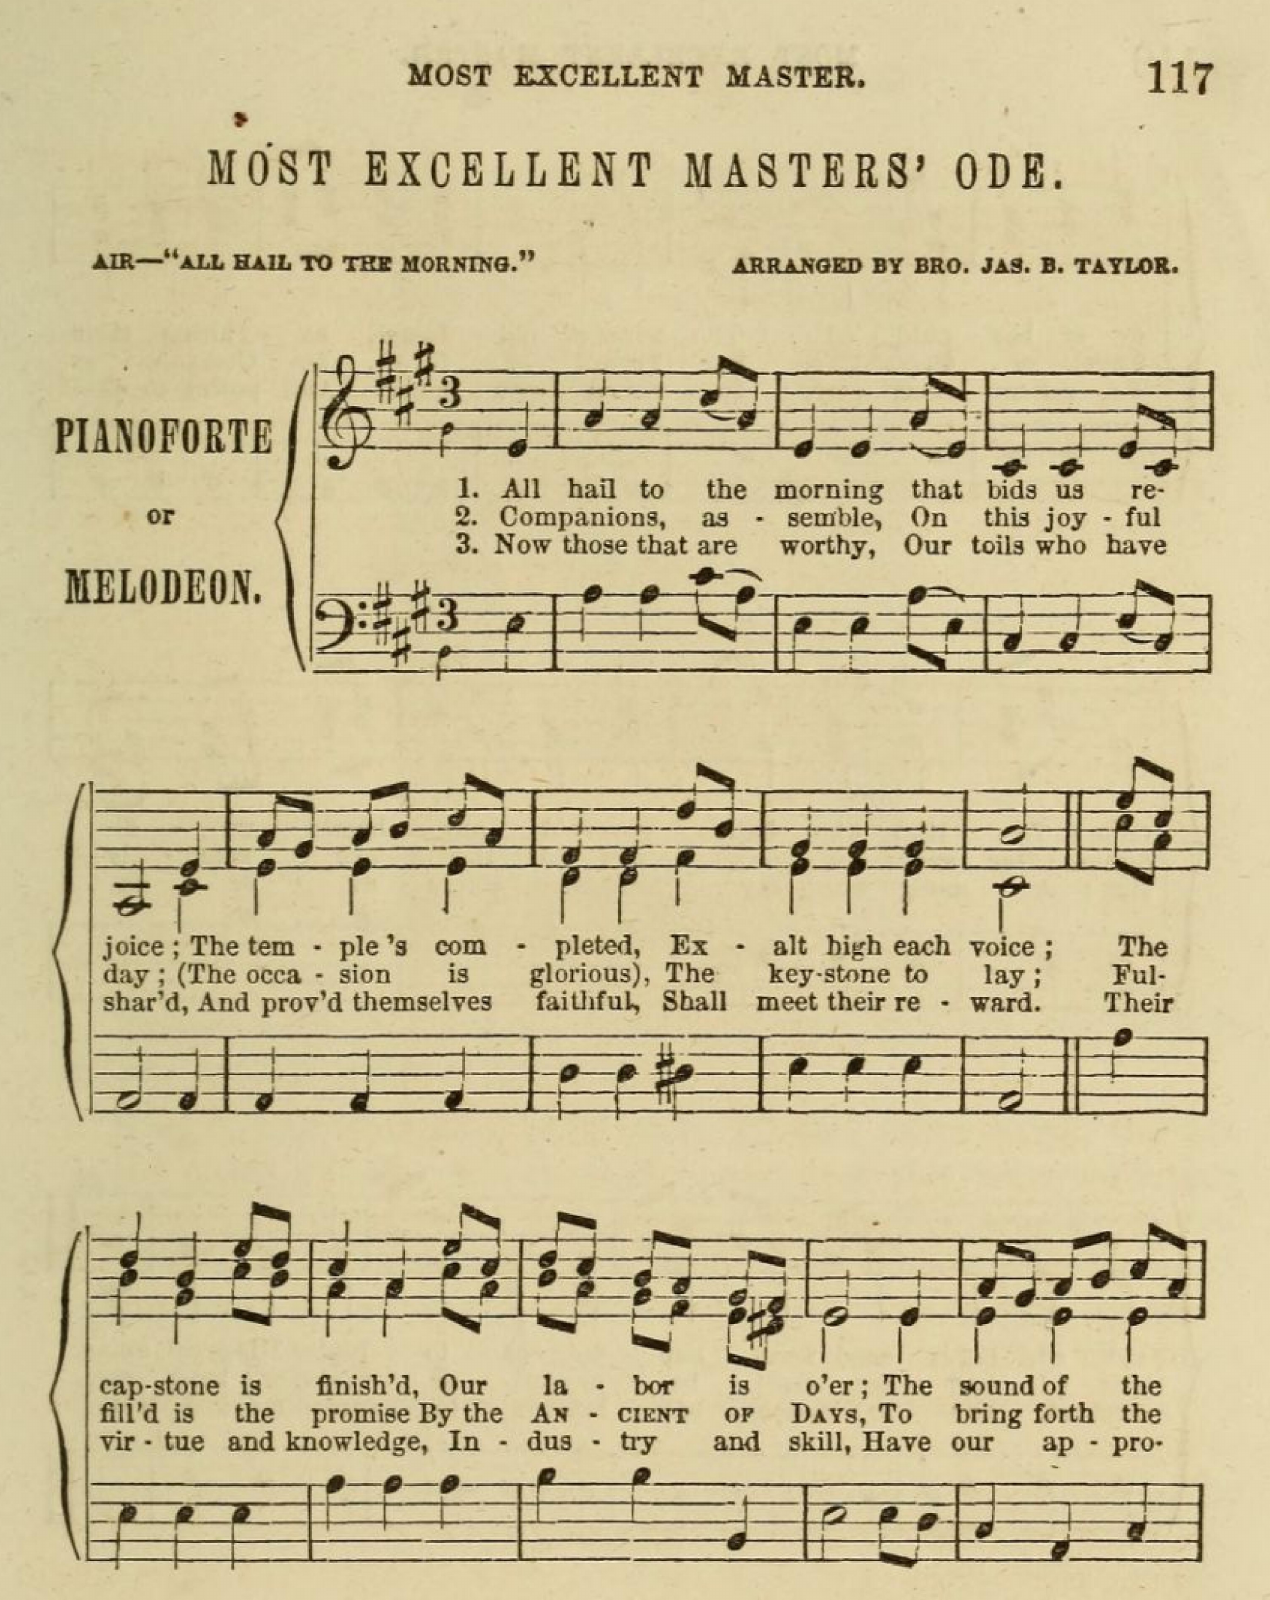 MOST EXCELLENT MASTER. 117
MOST EXCELLENT MASTERS' ODE.
AIR—"ALL HAIL TO THE MORNING." ARRANGED BY BRO. JAS. B. TAYLOR.
PIANOFORTE
or
MELODEON.
3
1. All hail to the morning that bids us re-
2. Companions, as - semble, On this joy - ful
3. Now those that are worthy, Our toils who have
3
joice; The tem - ple's com - pleted, Ex - alt high each voice; The
day; (The occa - sion is glorious), The key-stone to lay; Ful-
shar'd, And prov'd themselves faithful, Shall meet their re - ward. Their
cap-stone is finish'd, Our la - bor is o'er; The sound of the
fill'd is the promise By the AN - CIENT OF DAYS, To bring forth the
vir - tue and knowledge, In - dus - try and skill, Have our ap - pro-